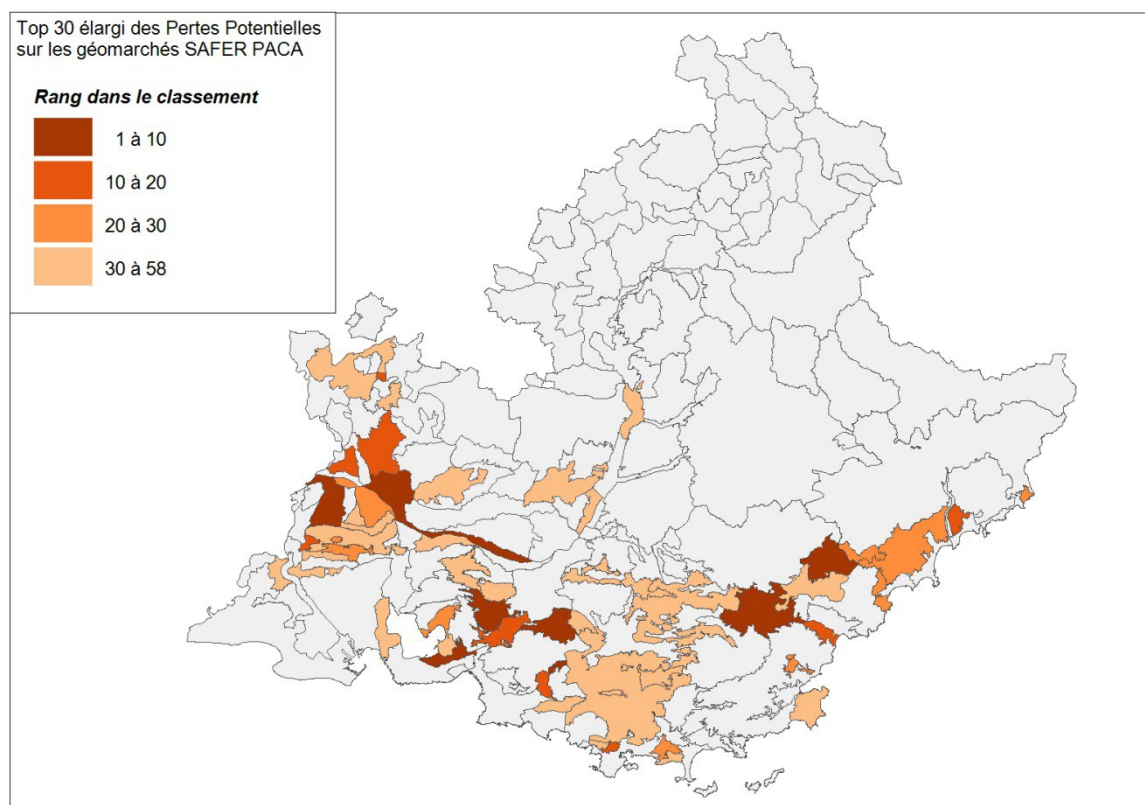 Top 30 élargi des Pertes Potentielles
sur les géomarchés SAFER PACA
Rang dans le classement
1 à 10
10 à 20
20 à 30
30 à 58